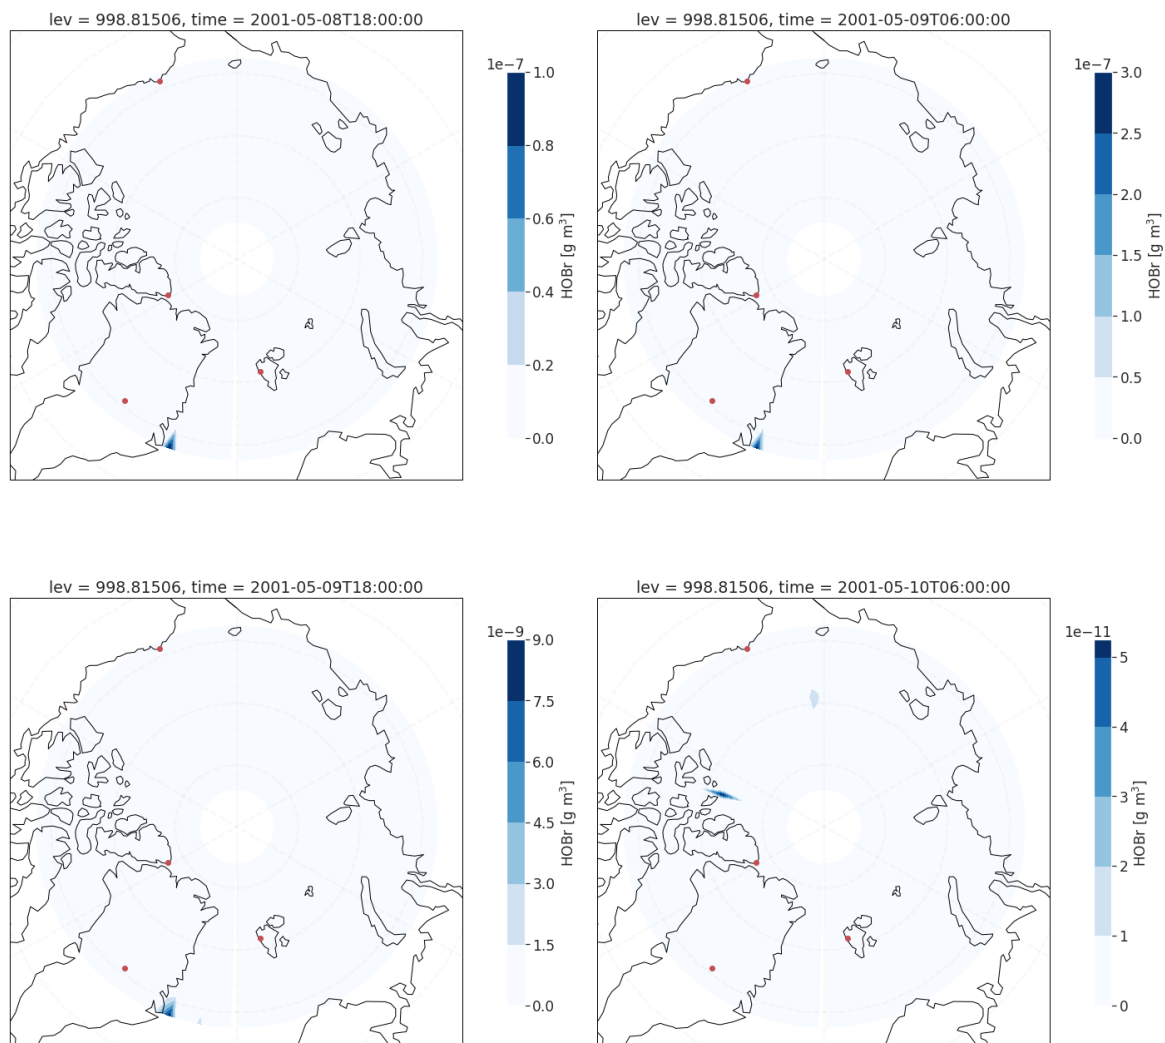 lev = 998.81506, time = 2001-05-08T18:00:00
1e−7
1.0
0.8
0.6
0.4
0.2
0.0
HOBr [g m³]
lev = 998.81506, time = 2001-05-09T06:00:00
1e−7
3.0
2.5
2.0
1.5
1.0
0.5
0.0
HOBr [g m³]
lev = 998.81506, time = 2001-05-09T18:00:00
1e−9
9.0
7.5
6.0
4.5
3.0
1.5
0.0
HOBr [g m³]
lev = 998.81506, time = 2001-05-10T06:00:00
1e−11
5
4
3
2
1
0
HOBr [g m³]